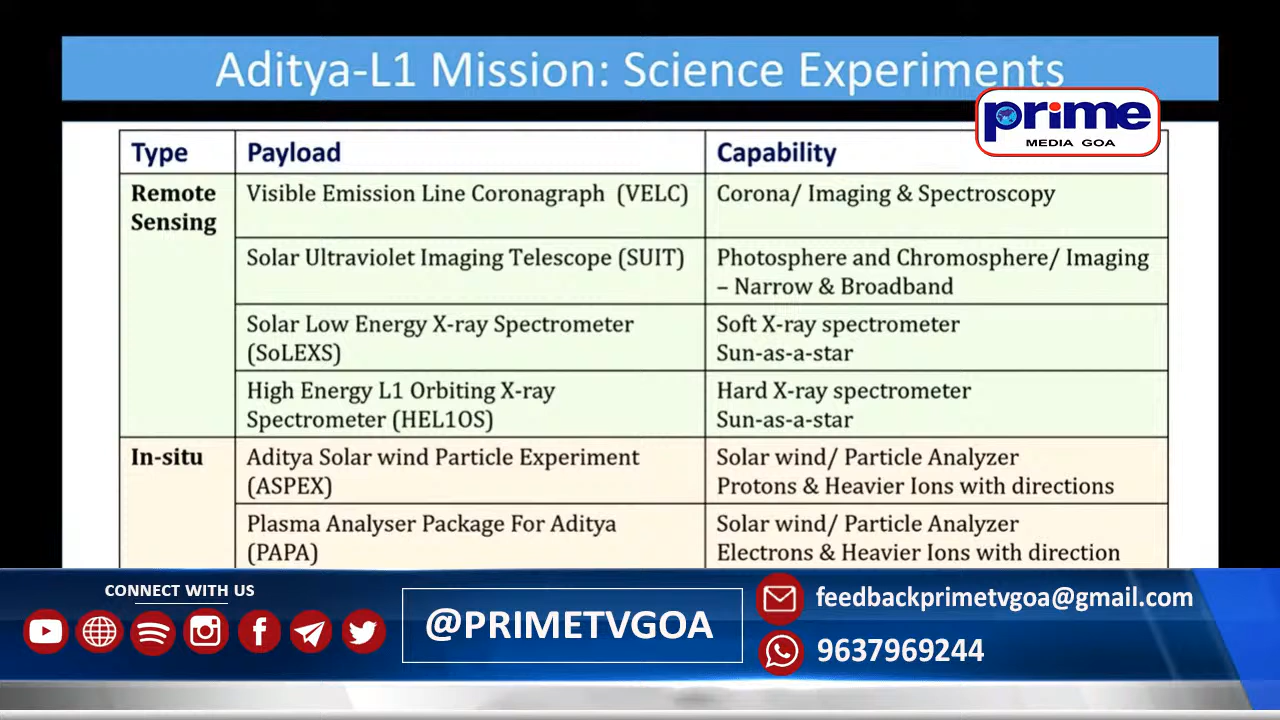 Aditya-L1 Mission: Science Experiments
prime
MEDIA GOA
Type Payload Capability
Remote Sensing
Visible Emission Line Coronagraph (VELC)
Corona/ Imaging & Spectroscopy
Solar Ultraviolet Imaging Telescope (SUIT)
Photosphere and Chromosphere/ Imaging
– Narrow & Broadband
Solar Low Energy X-ray Spectrometer
(SoLEXS)
Soft X-ray spectrometer
Sun-as-a-star
High Energy L1 Orbiting X-ray
Spectrometer (HEL1OS)
Hard X-ray spectrometer
Sun-as-a-star
In-situ
Aditya Solar wind Particle Experiment
(ASPEX)
Solar wind/ Particle Analyzer
Protons & Heavier Ions with directions
Plasma Analyser Package For Aditya
(PAPA)
Solar wind/ Particle Analyzer
Electrons & Heavier Ions with direction
CONNECT WITH US
@PRIMETVGOA
feedbackprimetvgoa@gmail.com
9637969244